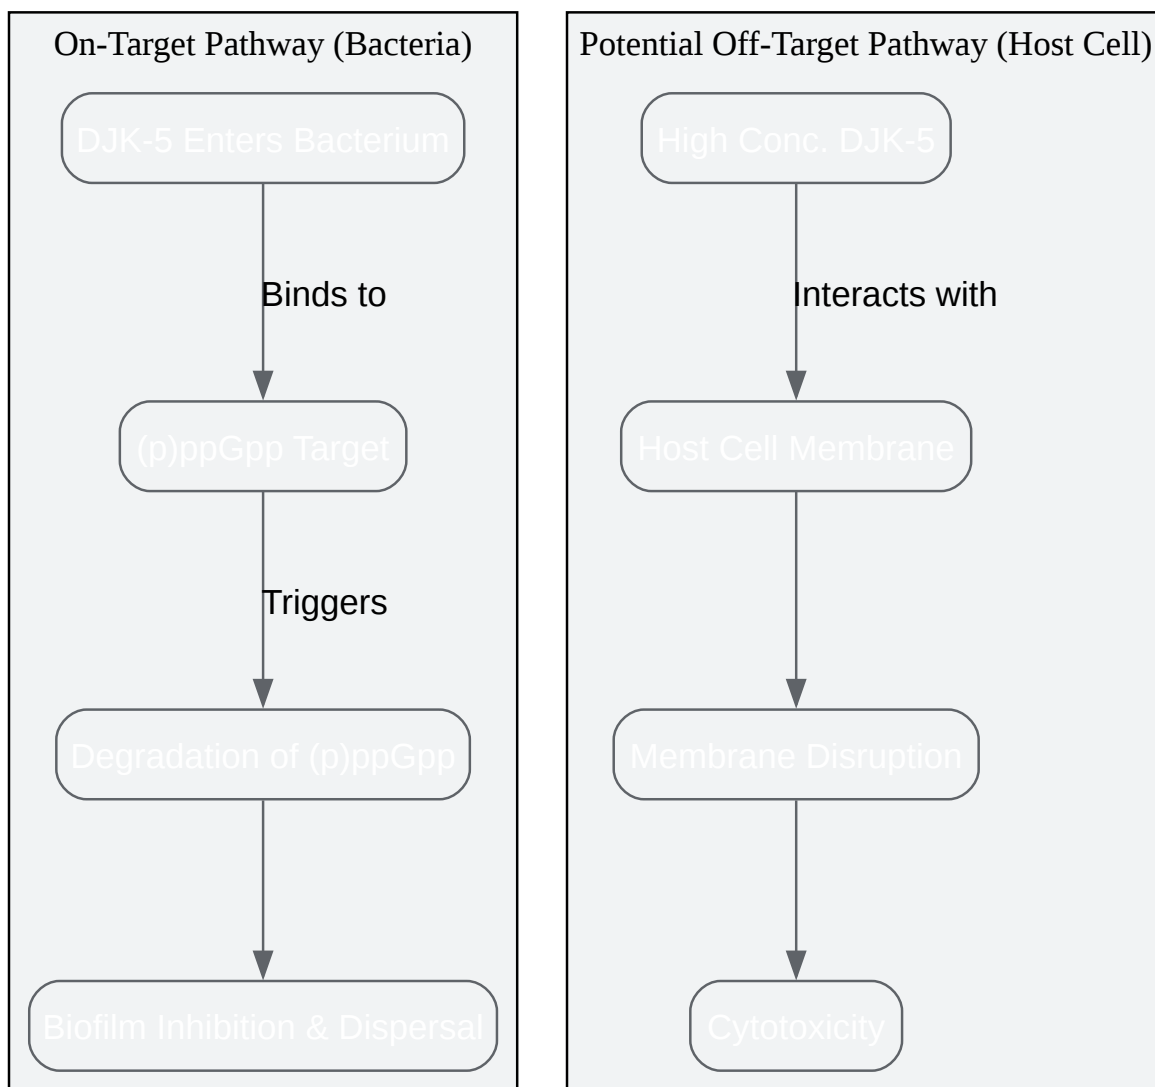 On-Target Pathway (Bacteria)
DJK-5 Enters Bacterium
Binds to
(p)ppGpp Target
Triggers
Degradation of (p)ppGpp
Biofilm Inhibition & Dispersal
Potential Off-Target Pathway (Host Cell)
High Conc. DJK-5
Interacts with
Host Cell Membrane
Membrane Disruption
Cytotoxicity